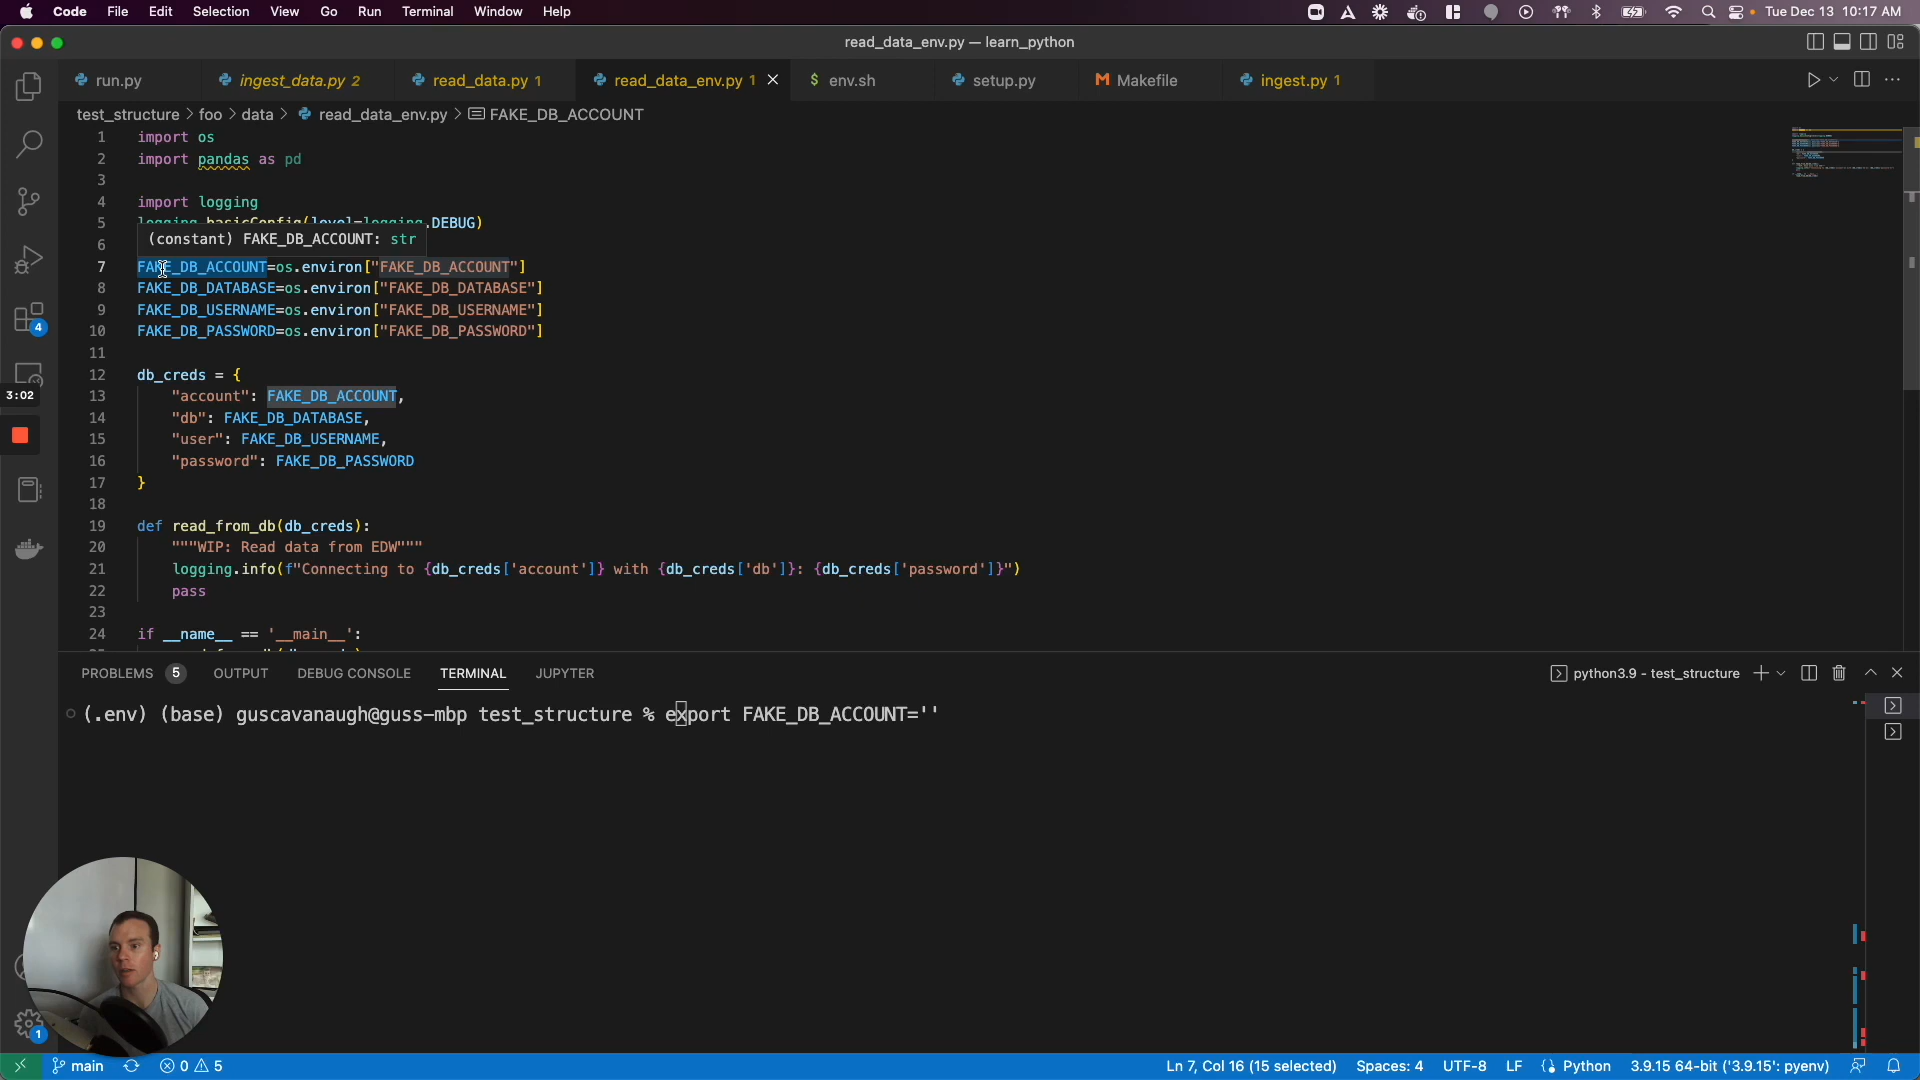 Code File Edit Selection View Go Run Terminal Window Help Tue Dec 13 10:17 AM
read_data_env.py — learn_python
run.py ingest_data.py 2 read_data.py 1 read_data_env.py 1 env.sh setup.py Makefile ingest.py 1
test_structure > foo > data > read_data_env.py > FAKE_DB_ACCOUNT
1 import os
2 import pandas as pd
3
4 import logging
5 logging.basicConfig(level=logging.DEBUG)
6 (constant) FAKE_DB_ACCOUNT: str
7 FAKE_DB_ACCOUNT=os.environ["FAKE_DB_ACCOUNT"]
8 FAKE_DB_DATABASE=os.environ["FAKE_DB_DATABASE"]
9 FAKE_DB_USERNAME=os.environ["FAKE_DB_USERNAME"]
10 FAKE_DB_PASSWORD=os.environ["FAKE_DB_PASSWORD"]
11
12 db_creds = {
13 "account": FAKE_DB_ACCOUNT,
14 "db": FAKE_DB_DATABASE,
15 "user": FAKE_DB_USERNAME,
16 "password": FAKE_DB_PASSWORD
17 }
18
19 def read_from_db(db_creds):
20 """WIP: Read data from EDW"""
21 logging.info(f"Connecting to {db_creds['account']} with {db_creds['db']}: {db_creds['password']}")
22 pass
23
24 if __name__ == '__main__':
4
3:02
PROBLEMS 5 OUTPUT DEBUG CONSOLE TERMINAL JUPYTER python3.9 - test_structure
(.env) (base) guscavanaugh@guss-mbp test_structure % export FAKE_DB_ACCOUNT=''
1
main 0 5 Ln 7, Col 16 (15 selected) Spaces: 4 UTF-8 LF Python 3.9.15 64-bit ('3.9.15': pyenv)